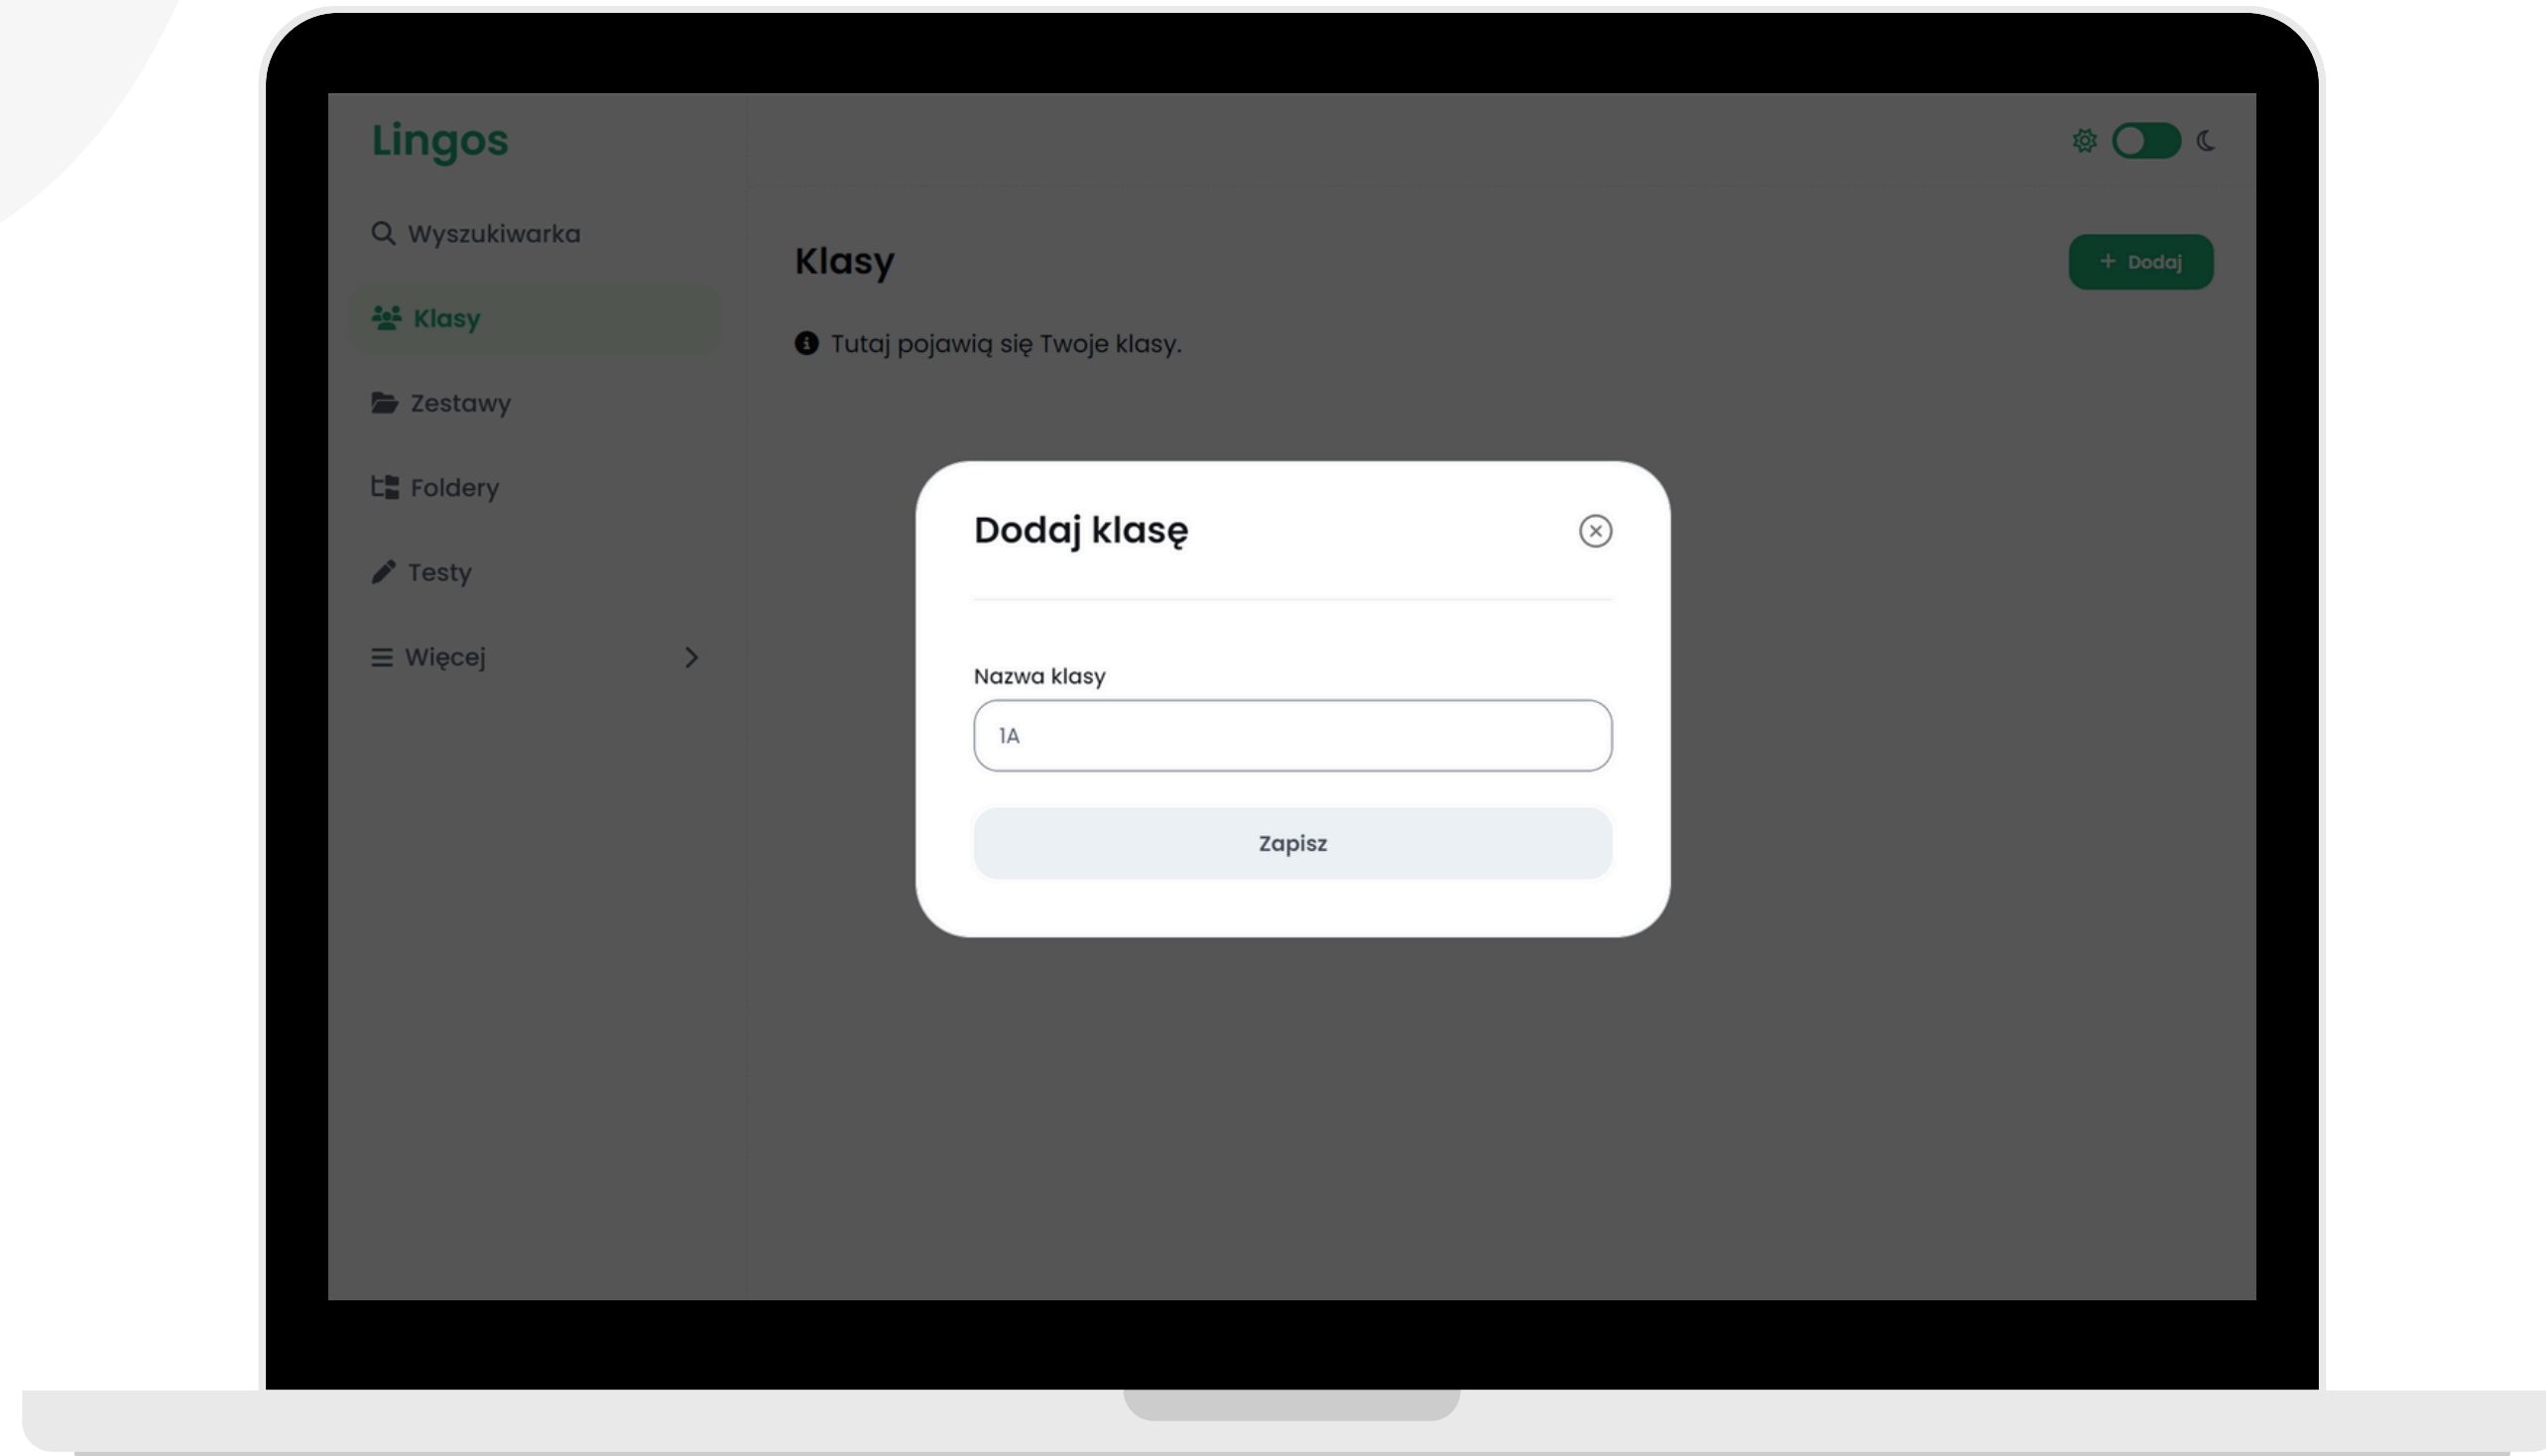 Lingos
Wyszukiwarka
Klasy
Zestawy
Foldery
Testy
Więcej
Klasy
+ Dodaj
Tutaj pojawią się Twoje klasy.
Dodaj klasę
Nazwa klasy
1A
Zapisz